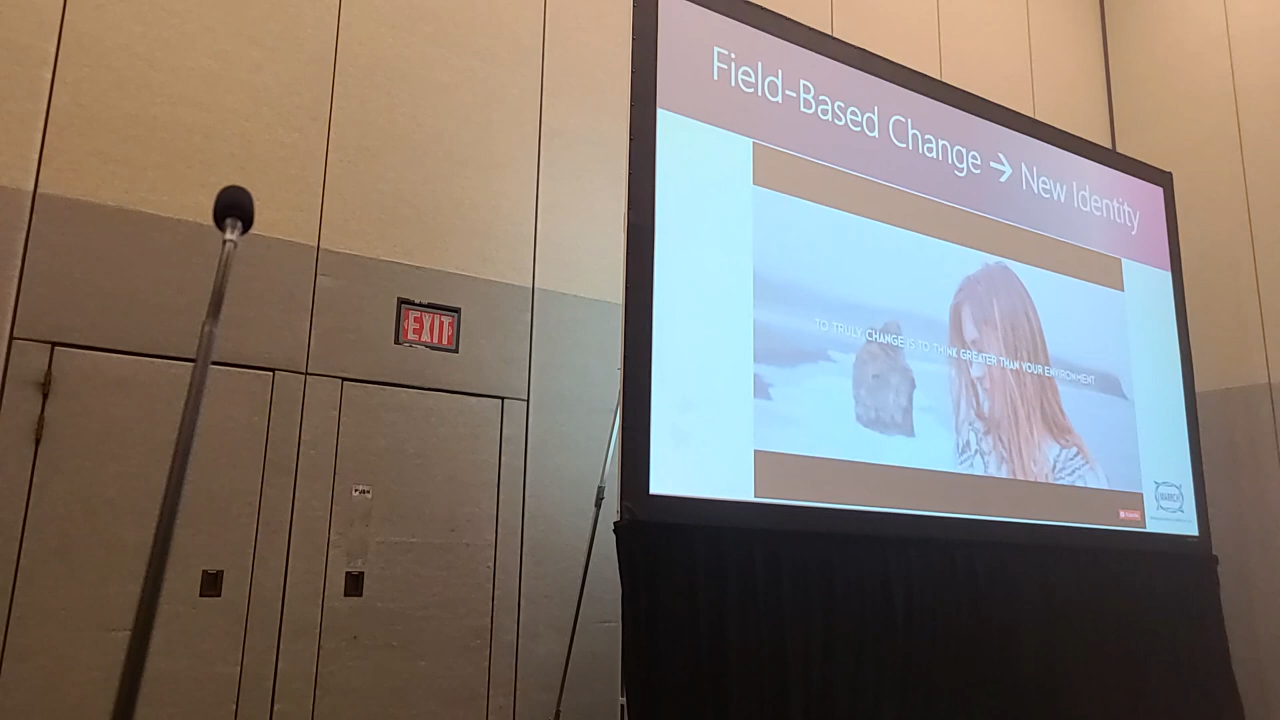 Field-Based Change → New Identity
TO TRULY CHANGE IS TO THINK GREATER THAN YOUR ENVIRONMENT
EXIT
PUSH